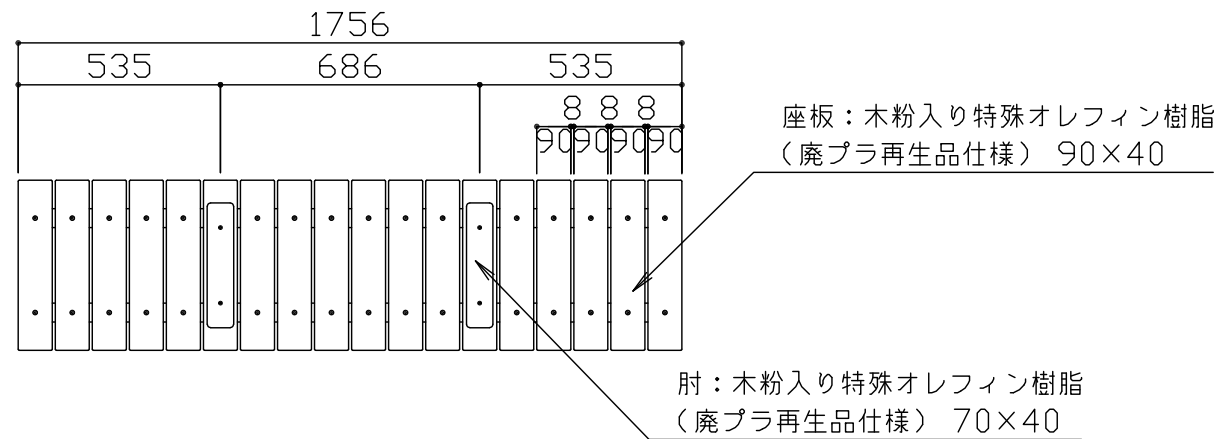 1756
535 686 535
8 8 8
90 90 90 90
座板：木粉入り特殊オレフィン樹脂
（廃プラ再生品仕様） 90×40
肘：木粉入り特殊オレフィン樹脂
（廃プラ再生品仕様） 70×40